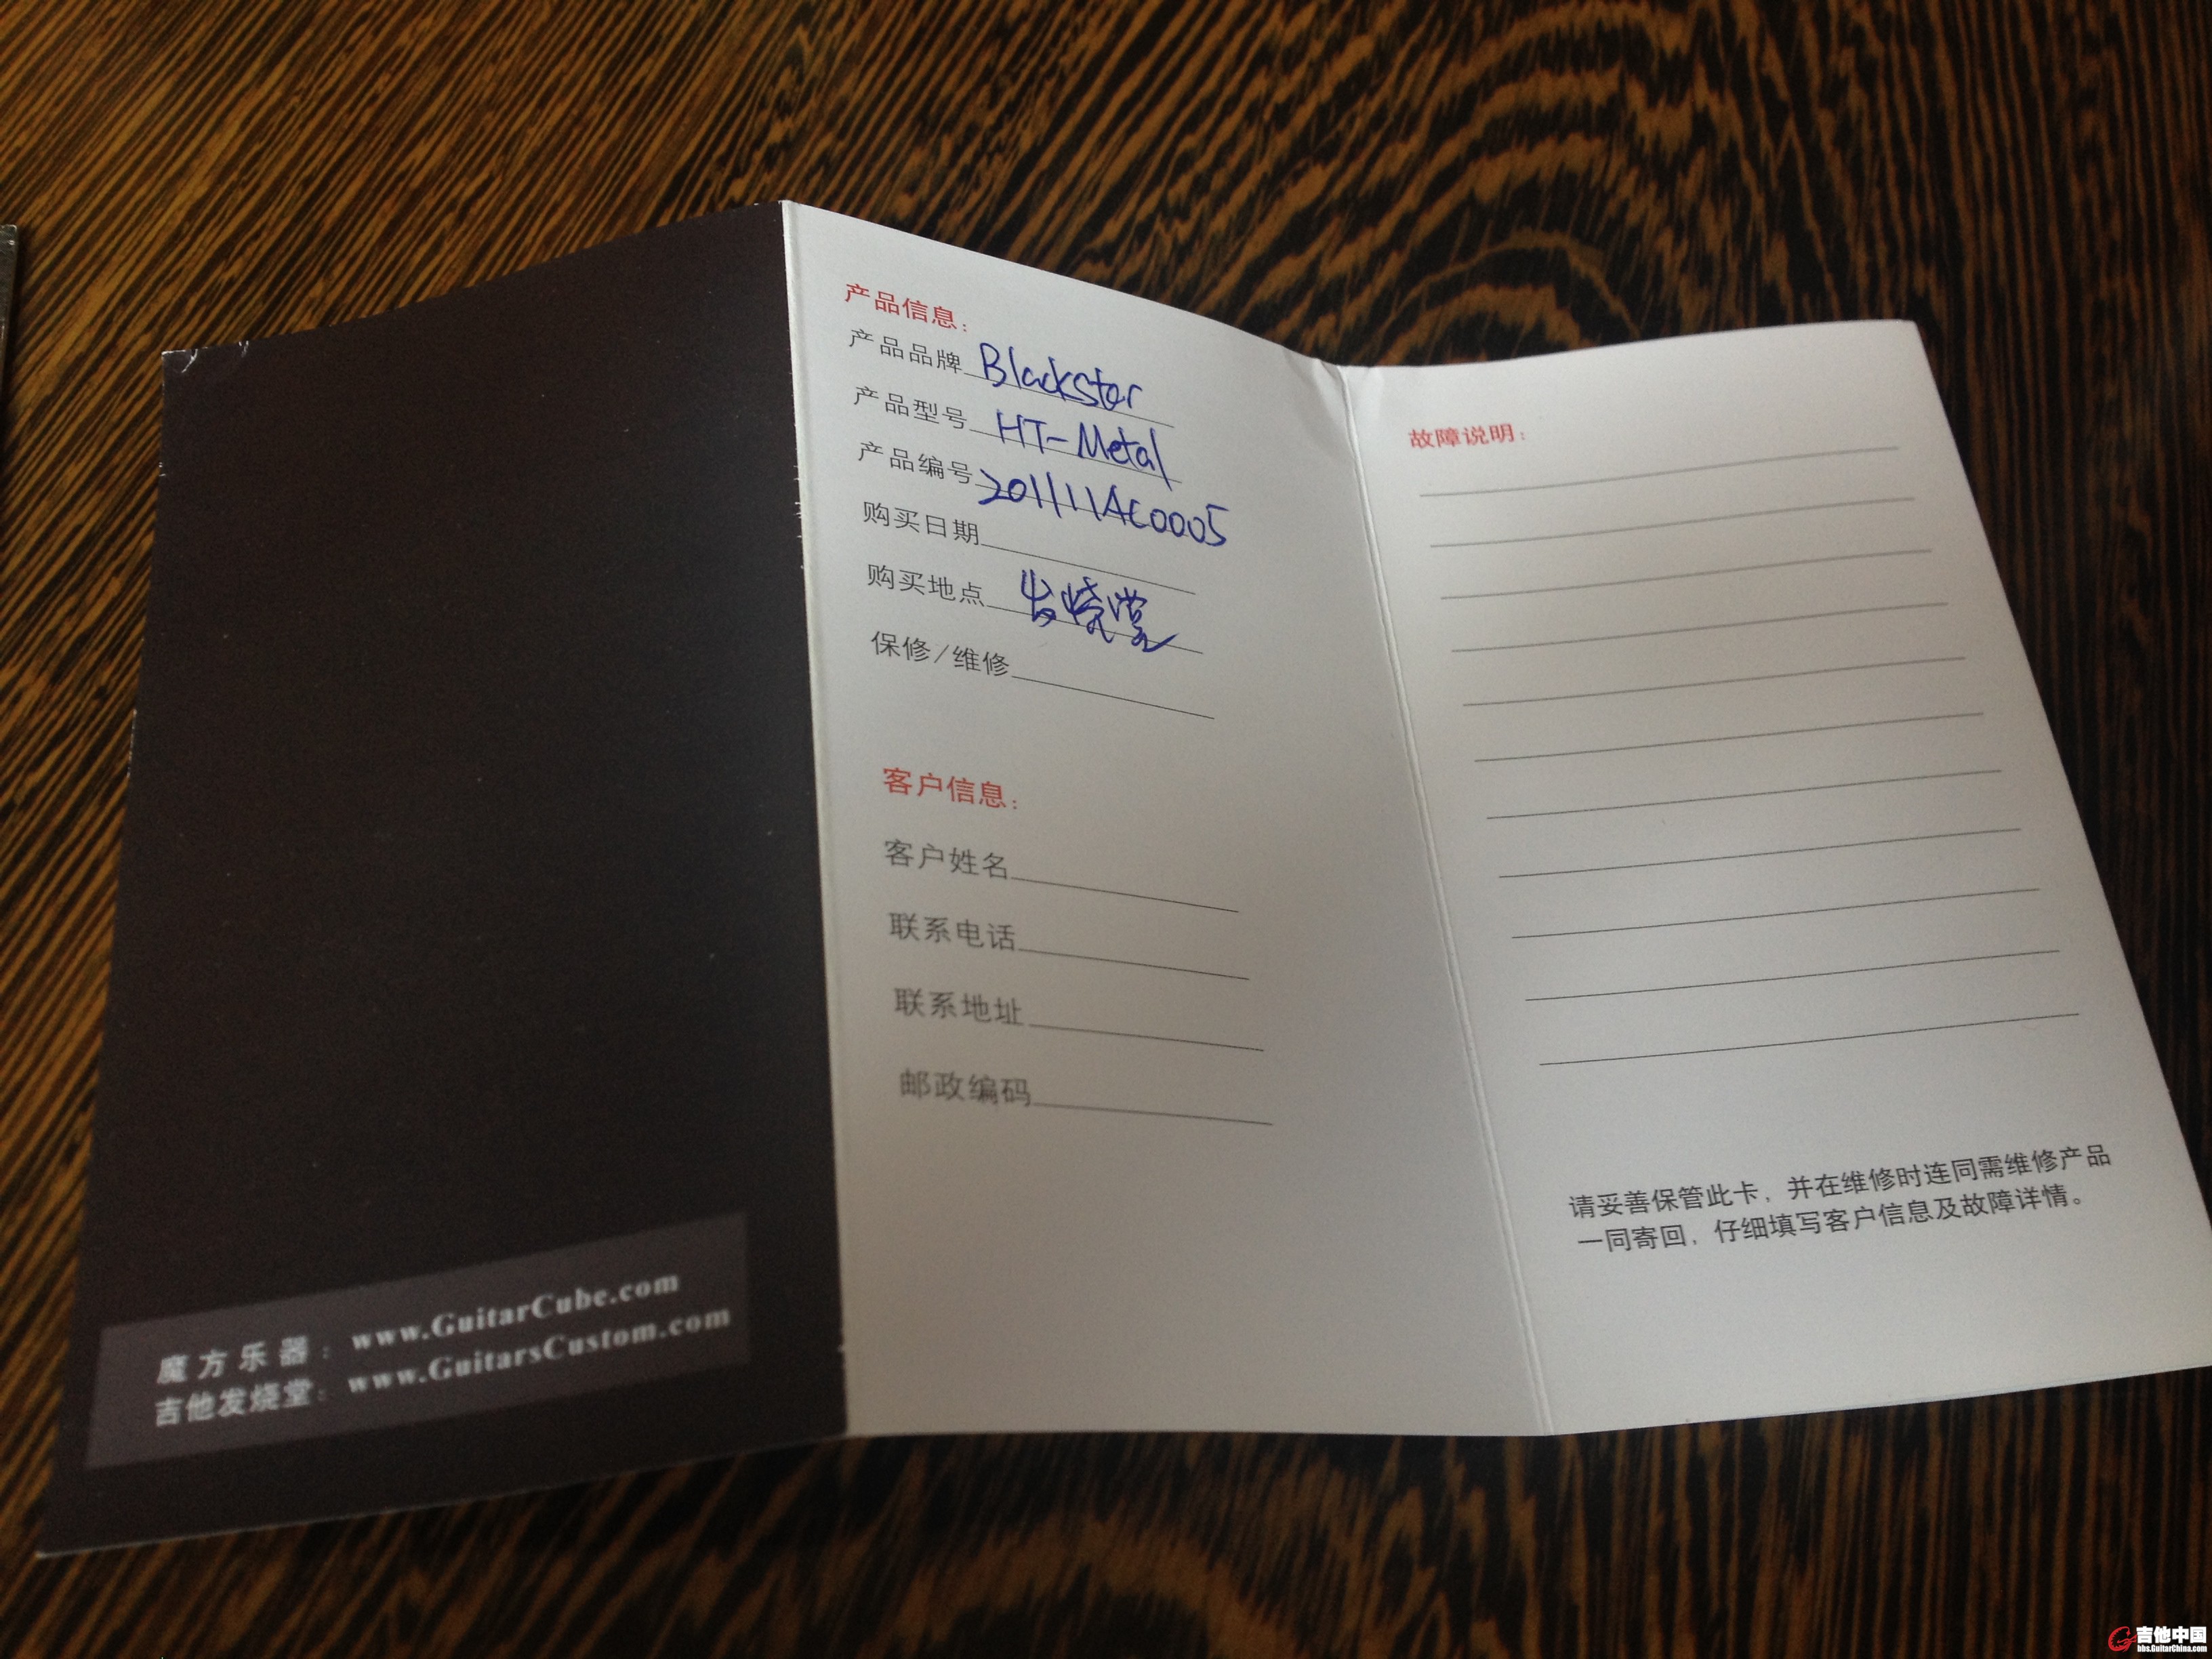 魔方乐器：www.GuitarCube.com
吉他发烧堂：www.GuitarsCustom.com
产品信息：
产品品牌 Blackstar
产品型号 HT-Metal
产品编号 201111AC0005
购买日期
购买地点 发烧堂
保修/维修
客户信息：
客户姓名
联系电话
联系地址
邮政编码
故障说明：
请妥善保管此卡，并在维修时连同需维修产品
一同寄回，仔细填写客户信息及故障详情。
吉他中国
bbs.GuitarChina.com